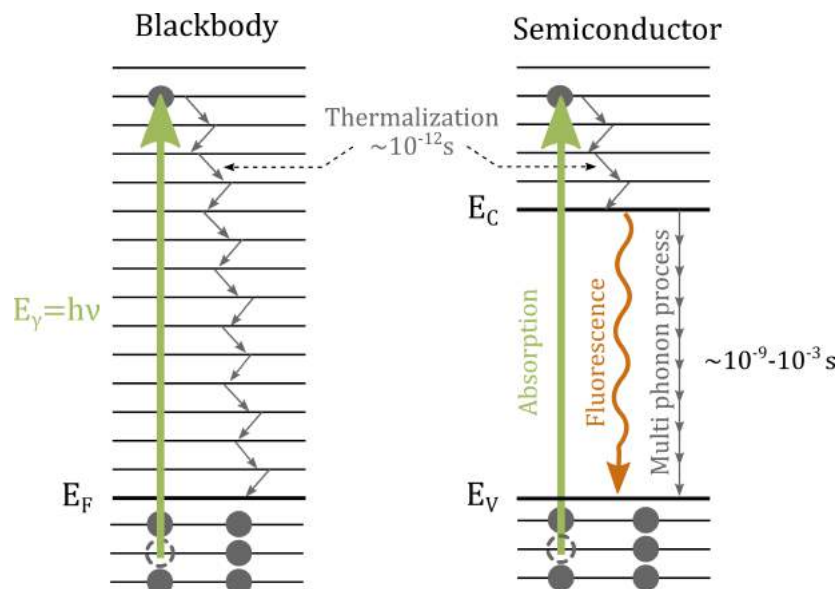 Blackbody
Semiconductor
Thermalization
~10⁻¹²s
E_C
E_γ=hν
Absorption
Fluorescence
Multi phonon process
~10⁻⁹-10⁻³ s
E_F
E_V